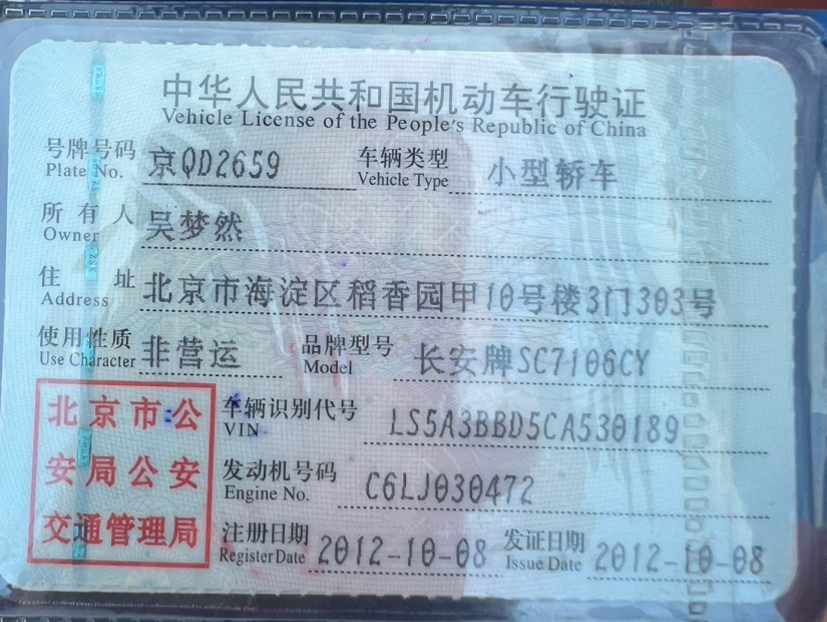 中华人民共和国机动车行驶证
Vehicle License of the People's Republic of China
号牌号码 京QD2659 车辆类型 小型轿车
Plate No. Vehicle Type
所有人 吴梦然
Owner
住址 北京市海淀区稻香园甲10号楼3门303号
Address
使用性质 非营运 品牌型号 长安牌SC7106CY
Use Character Model
北京市公
安局公安
交通管理局
车辆识别代号 LS5A3BBD5CA530189
VIN
发动机号码 C6LJ030472
Engine No.
注册日期 2012-10-08 发证日期 2012-10-08
Register Date Issue Date